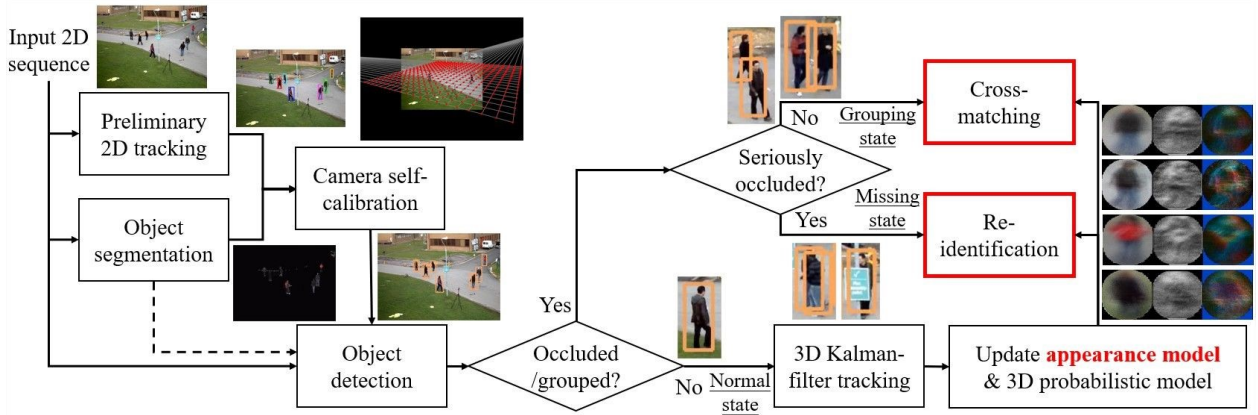 Input 2D
sequence
Preliminary
2D tracking
Object
segmentation
Camera self-
calibration
Object
detection
Occluded
/grouped?
Yes
No
Normal
state
Seriously
occluded?
No
Grouping
state
Yes
Missing
state
Cross-
matching
Re-
identification
3D Kalman-
filter tracking
Update appearance model
& 3D probabilistic model